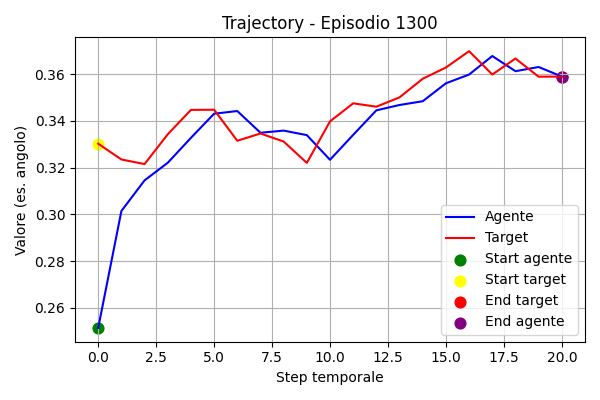 Trajectory - Episodio 1300
Valore (es. angolo)
0.36
0.34
0.32
0.30
0.28
0.26
Agente
Target
Start agente
Start target
End target
End agente
0.0 2.5 5.0 7.5 10.0 12.5 15.0 17.5 20.0
Step temporale